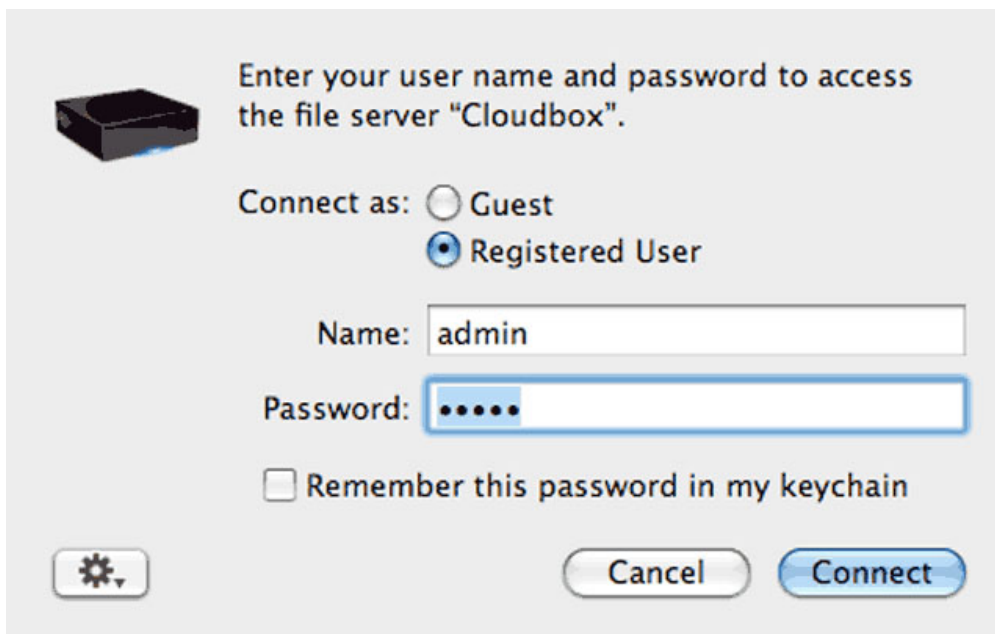 Enter your user name and password to access
the file server “Cloudbox”.
Connect as: Guest
Registered User
Name: admin
Password: •••••
Remember this password in my keychain
Cancel Connect